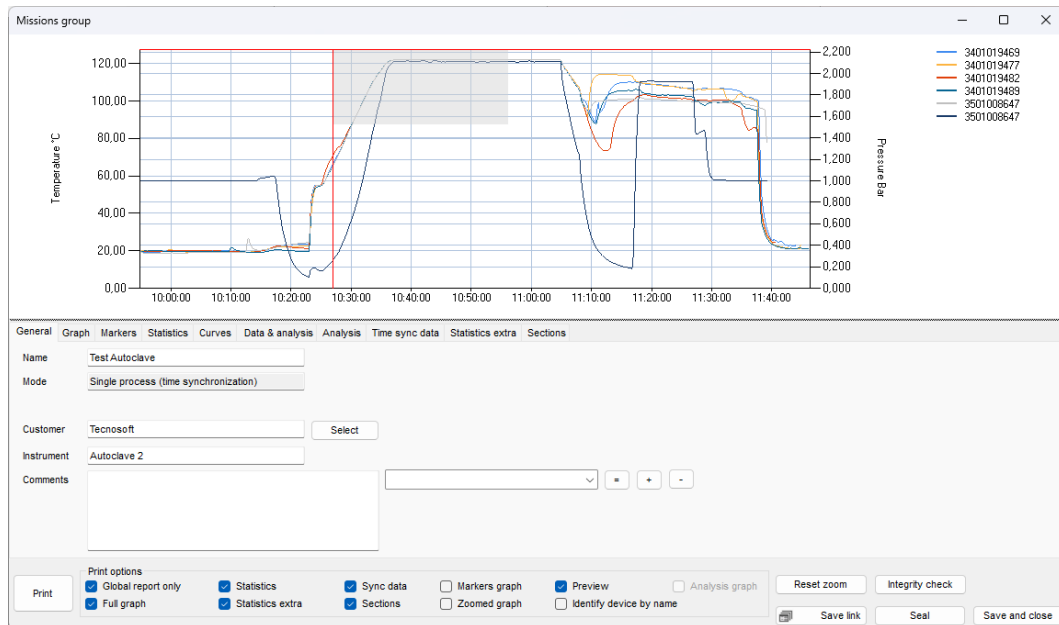 Missions group
120,00
100,00
80,00
60,00
40,00
20,00
0,00
Temperature °C
10:00:00 10:10:00 10:20:00 10:30:00 10:40:00 10:50:00 11:00:00 11:10:00 11:20:00 11:30:00 11:40:00
2,200
2,000
1,800
1,600
1,400
1,200
1,000
0,800
0,600
0,400
0,200
0,000
Pressure Bar
3401019469
3401019477
3401019482
3401019489
3501008647
3501008647
General Graph Markers Statistics Curves Data & analysis Analysis Time sync data Statistics extra Sections
Name Test Autoclave
Mode Single process (time synchronization)
Customer Tecnosoft Select
Instrument Autoclave 2
Comments = + -
Print
Print options
Global report only Statistics Sync data Markers graph Preview Analysis graph
Full graph Statistics extra Sections Zoomed graph Identify device by name
Reset zoom Integrity check
Save link Seal Save and close